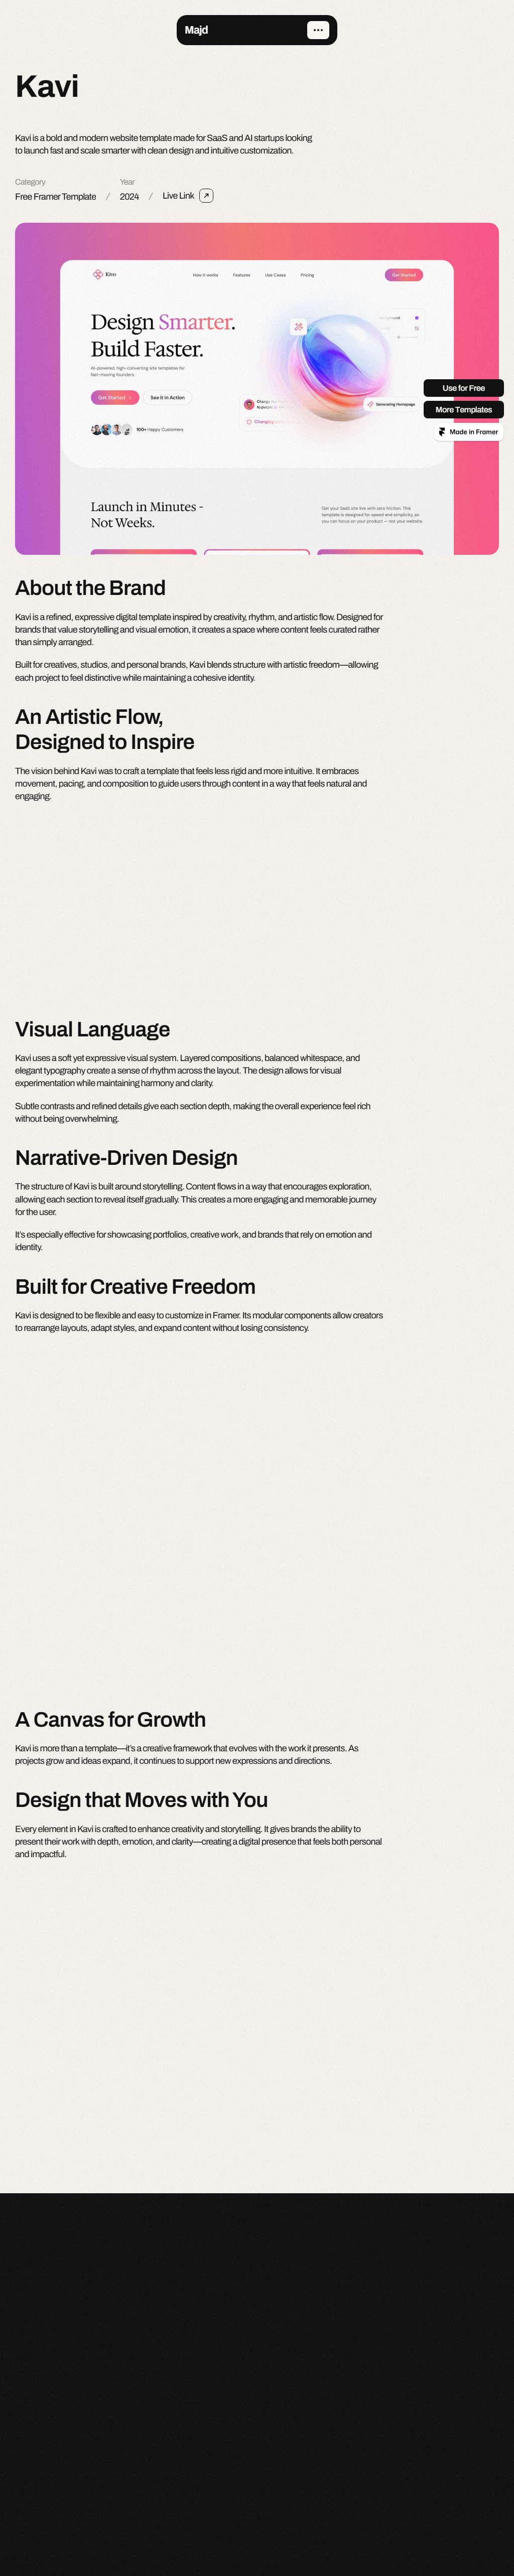 Majd
Kavi
Kavi is a bold and modern website template made for SaaS and AI startups looking
to launch fast and scale smarter with clean design and intuitive customization.
Category
Year
Free Framer Template / 2024 / Live Link
Kivo
How it works Features Use Cases Pricing
Get Started
Design Smarter.
Build Faster.
AI-powered, high-converting site templates for
fast-moving founders.
Get Started
See it in Action
100+ Happy Customers
Generating Homepage
Changing
Use for Free
More Templates
Made in Framer
Launch in Minutes -
Not Weeks.
Get your SaaS site live with zero friction. This
template is designed for speed and simplicity, so
you can focus on your product — not your website.
About the Brand
Kavi is a refined, expressive digital template inspired by creativity, rhythm, and artistic flow. Designed for
brands that value storytelling and visual emotion, it creates a space where content feels curated rather
than simply arranged.
Built for creatives, studios, and personal brands, Kavi blends structure with artistic freedom—allowing
each project to feel distinctive while maintaining a cohesive identity.
An Artistic Flow,
Designed to Inspire
The vision behind Kavi was to craft a template that feels less rigid and more intuitive. It embraces
movement, pacing, and composition to guide users through content in a way that feels natural and
engaging.
Visual Language
Kavi uses a soft yet expressive visual system. Layered compositions, balanced whitespace, and
elegant typography create a sense of rhythm across the layout. The design allows for visual
experimentation while maintaining harmony and clarity.
Subtle contrasts and refined details give each section depth, making the overall experience feel rich
without being overwhelming.
Narrative-Driven Design
The structure of Kavi is built around storytelling. Content flows in a way that encourages exploration,
allowing each section to reveal itself gradually. This creates a more engaging and memorable journey
for the user.
It’s especially effective for showcasing portfolios, creative work, and brands that rely on emotion and
identity.
Built for Creative Freedom
Kavi is designed to be flexible and easy to customize in Framer. Its modular components allow creators
to rearrange layouts, adapt styles, and expand content without losing consistency.
A Canvas for Growth
Kavi is more than a template—it’s a creative framework that evolves with the work it presents. As
projects grow and ideas expand, it continues to support new expressions and directions.
Design that Moves with You
Every element in Kavi is crafted to enhance creativity and storytelling. It gives brands the ability to
present their work with depth, emotion, and clarity—creating a digital presence that feels both personal
and impactful.